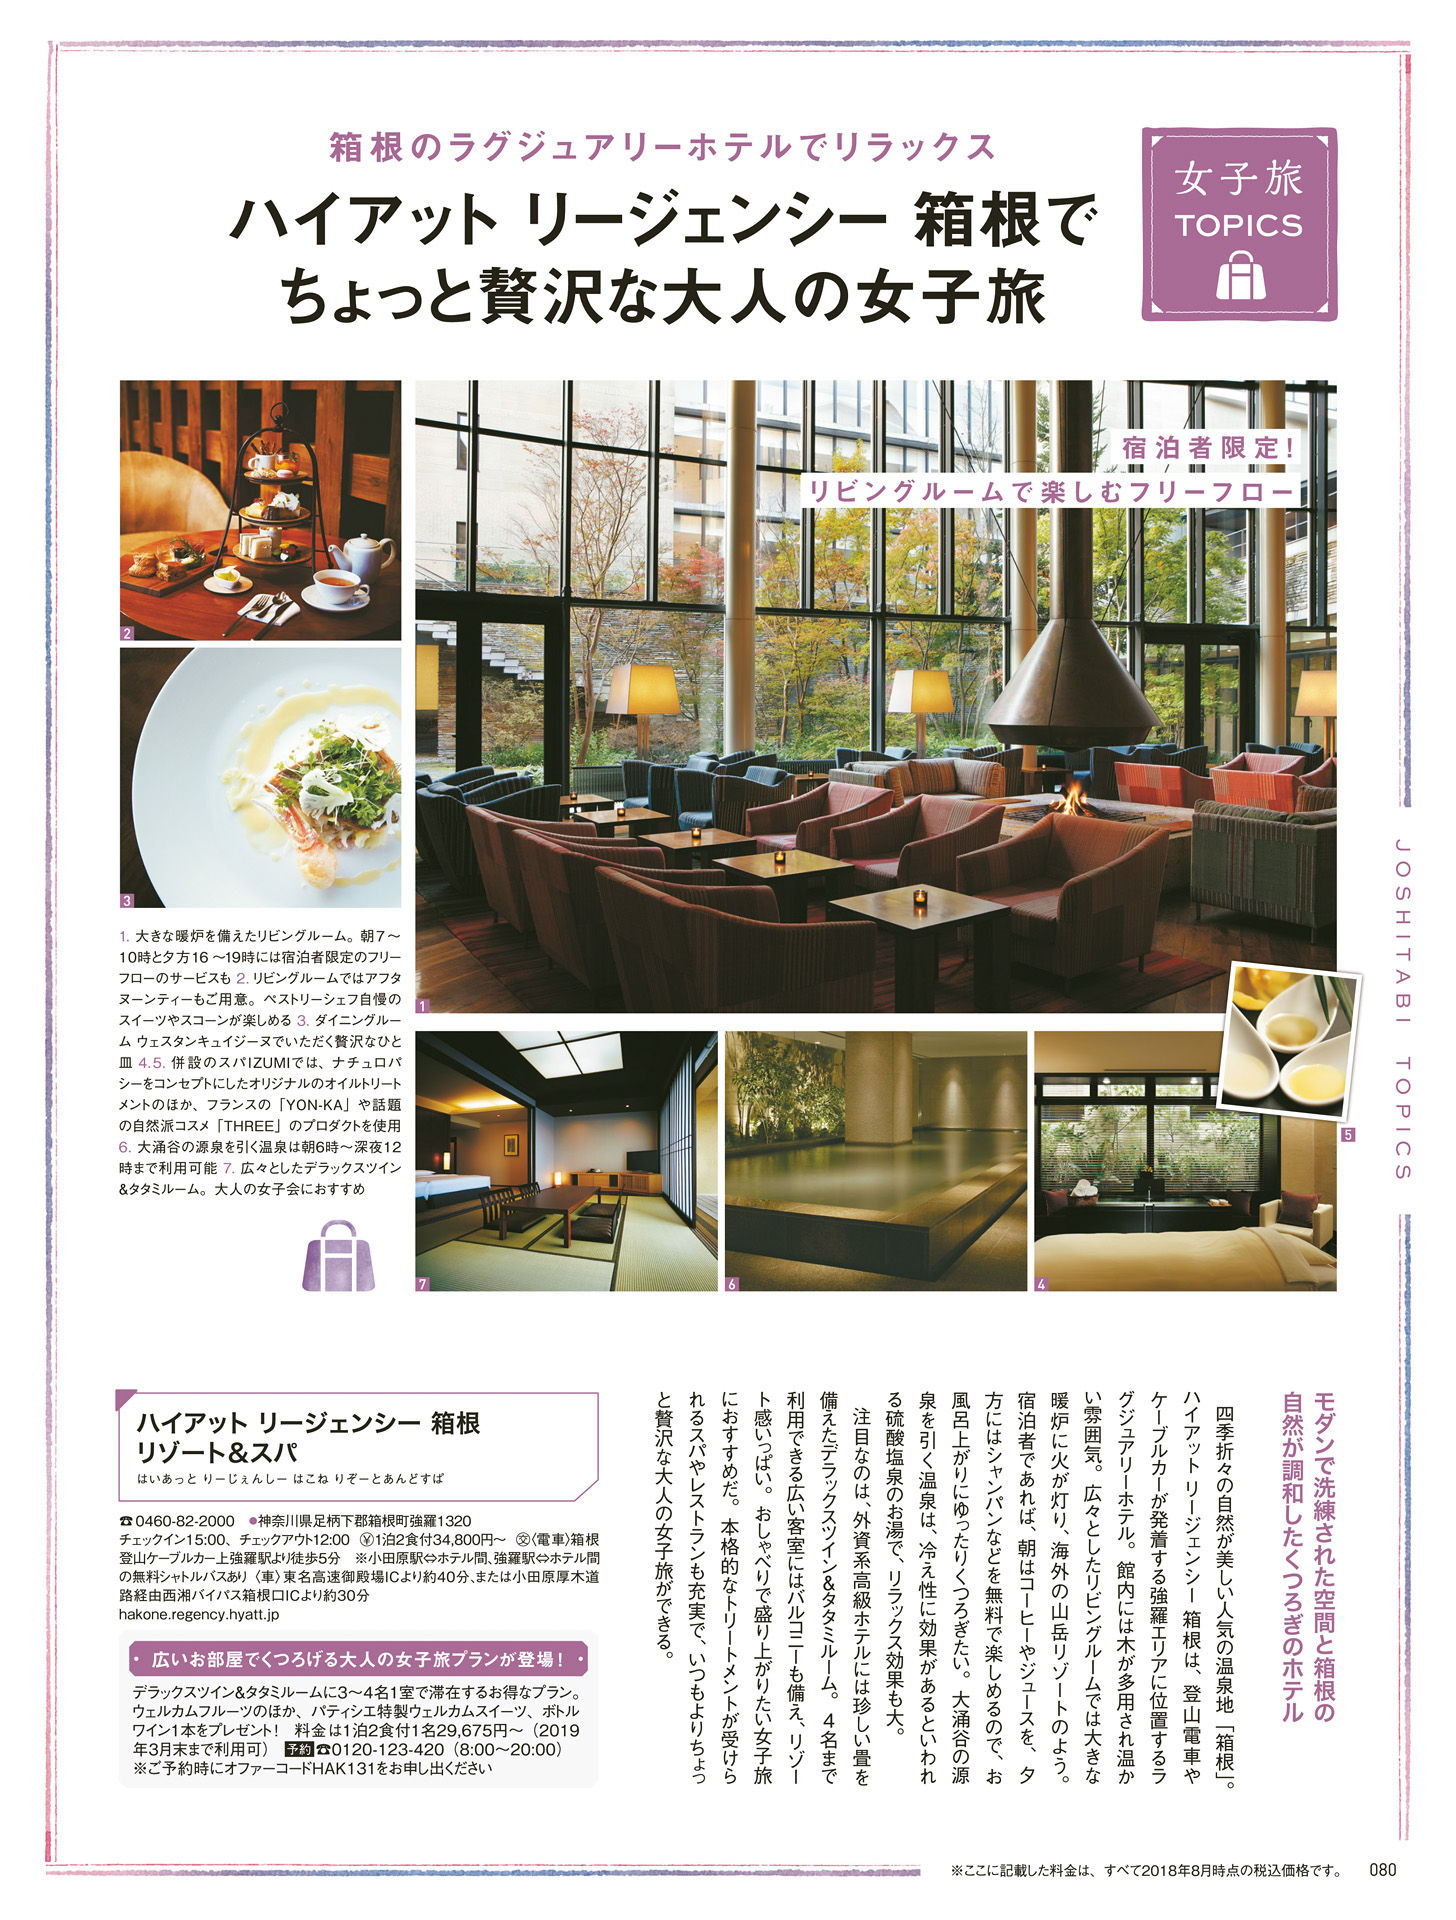 箱根のラグジュアリーホテルでリラックス
ハイアット リージェンシー 箱根で
ちょっと贅沢な大人の女子旅
女子旅
TOPICS
宿泊者限定！
リビングルームで楽しむフリーフロー
2
3
1
7
6
4
5
1. 大きな暖炉を備えたリビングルーム。朝7〜
10時と夕方16〜19時には宿泊者限定のフリー
フローのサービスも 2. リビングルームではアフタ
ヌーンティーもご用意。ペストリーシェフ自慢の
スイーツやスコーンが楽しめる 3. ダイニングルー
ム ウェスタンキュイジーヌでいただく贅沢なひと
皿 4.5. 併設のスパIZUMIでは、ナチュロパ
シーをコンセプトにしたオリジナルのオイルトリート
メントのほか、フランスの「YON-KA」や話題
の自然派コスメ「THREE」のプロダクトを使用
6. 大涌谷の源泉を引く温泉は朝6時〜深夜12
時まで利用可能 7. 広々としたデラックスツイン
&タタミルーム。大人の女子会におすすめ
JOSHITABI TOPICS
モダンで洗練された空間と箱根の
自然が調和したくつろぎのホテル
四季折々の自然が美しい人気の温泉地「箱根」。
ハイアット リージェンシー 箱根は、登山電車や
ケーブルカーが発着する強羅エリアに位置するラ
グジュアリーホテル。館内には木が多用され温か
い雰囲気。広々としたリビングルームでは大きな
暖炉に火が灯り、海外の山岳リゾートのよう。
宿泊者であれば、朝はコーヒーやジュースを、夕
方にはシャンパンなどを無料で楽しめるので、お
風呂上がりにゆったりくつろぎたい。大涌谷の源
泉を引く温泉は、冷え性に効果があるといわれ
る硫酸塩泉のお湯で、リラックス効果も大。
注目なのは、外資系高級ホテルには珍しい畳を
備えたデラックスツイン&タタミルーム。4名まで
利用できる広い客室にはバルコニーも備え、リゾー
ト感いっぱい。おしゃべりで盛り上がりたい女子旅
におすすめだ。本格的なトリートメントが受けら
れるスパやレストランも充実で、いつもよりちょっ
と贅沢な大人の女子旅ができる。
ハイアット リージェンシー 箱根
リゾート&スパ
はいあっと りーじぇんしー はこね りぞーとあんどすぱ
☎0460-82-2000 ●神奈川県足柄下郡箱根町強羅1320
チェックイン15:00、チェックアウト12:00 ¥1泊2食付34,800円〜 交〈電車〉箱根
登山ケーブルカー上強羅駅より徒歩5分 ※小田原駅⇔ホテル間、強羅駅⇔ホテル間
の無料シャトルバスあり〈車〉東名高速御殿場ICより約40分、または小田原厚木道
路経由西湘バイパス箱根口ICより約30分
hakone.regency.hyatt.jp
・広いお部屋でくつろげる大人の女子旅プランが登場！・
デラックスツイン&タタミルームに3〜4名1室で滞在するお得なプラン。
ウェルカムフルーツのほか、パティシエ特製ウェルカムスイーツ、ボトル
ワイン1本をプレゼント！ 料金は1泊2食付1名29,675円〜（2019
年3月末まで利用可） 予約☎0120-123-420（8:00〜20:00）
※ご予約時にオファーコードHAK131をお申し出ください
※ここに記載した料金は、すべて2018年8月時点の税込価格です。 080